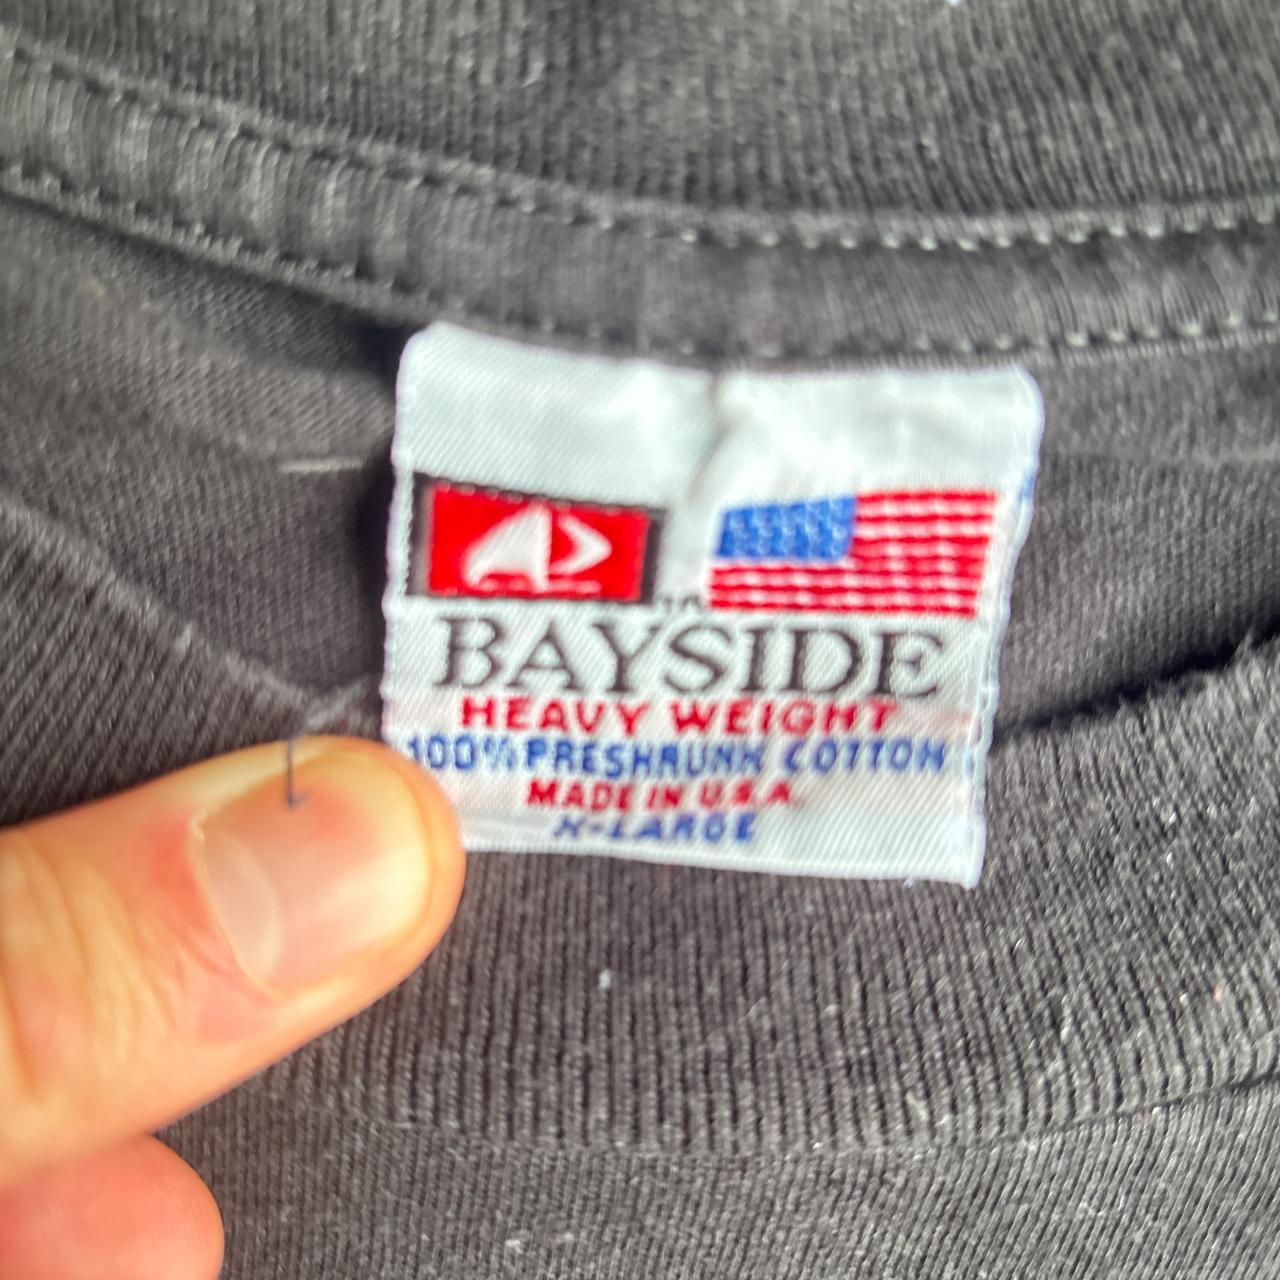 BAYSIDE
HEAVY WEIGHT
100% PRESHRUNK COTTON
MADE IN U.S.A.
X-LARGE